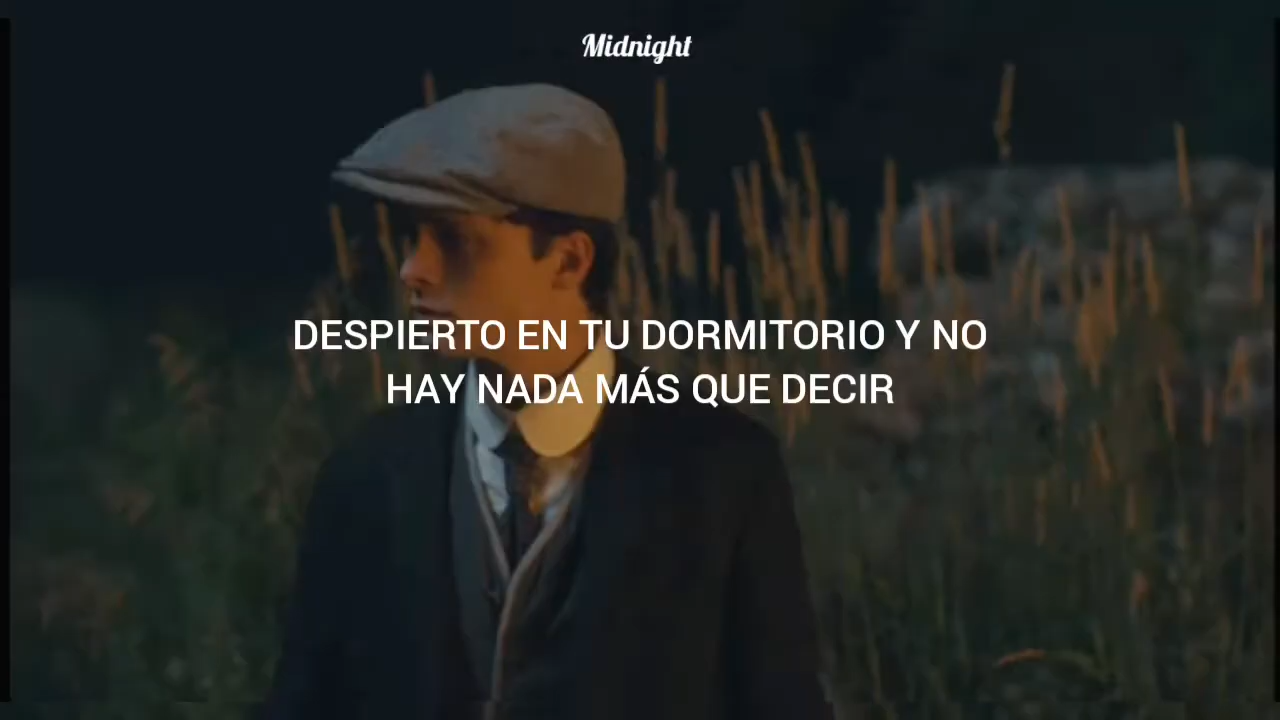 Midnight
DESPIERTO EN TU DORMITORIO Y NO
HAY NADA MÁS QUE DECIR